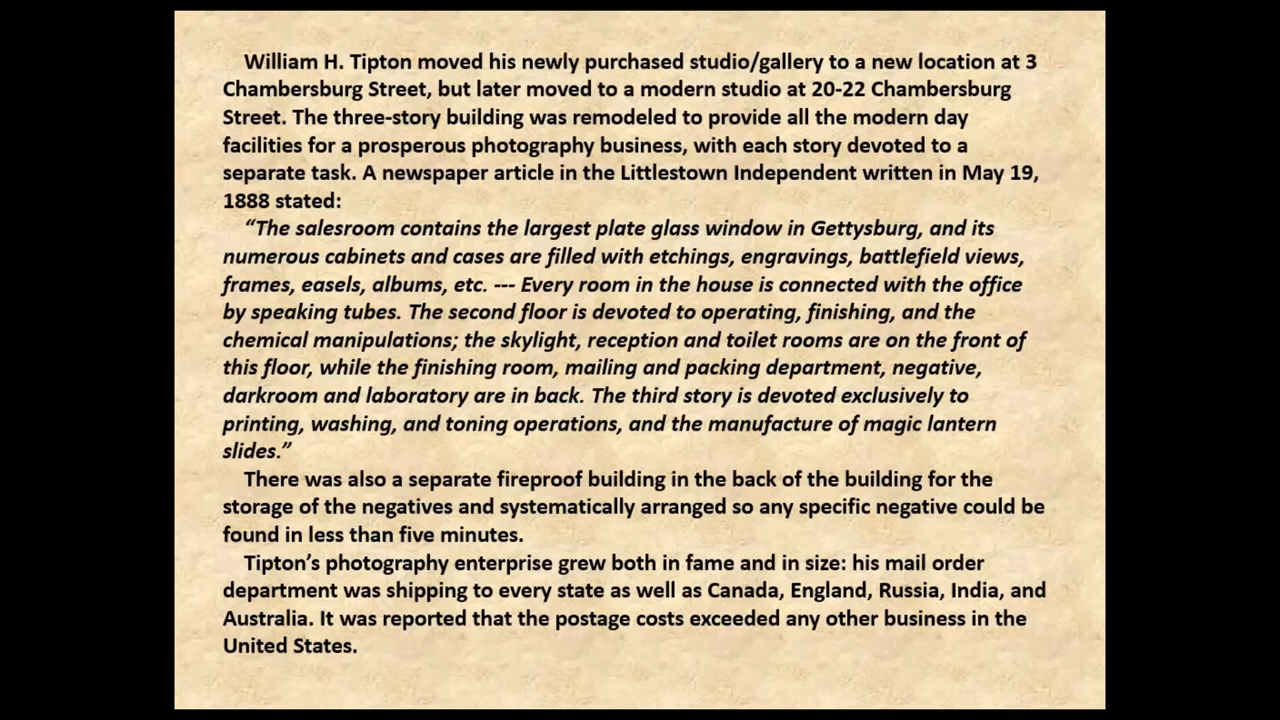 William H. Tipton moved his newly purchased studio/gallery to a new location at 3
Chambersburg Street, but later moved to a modern studio at 20-22 Chambersburg
Street. The three-story building was remodeled to provide all the modern day
facilities for a prosperous photography business, with each story devoted to a
separate task. A newspaper article in the Littlestown Independent written in May 19,
1888 stated:
“The salesroom contains the largest plate glass window in Gettysburg, and its
numerous cabinets and cases are filled with etchings, engravings, battlefield views,
frames, easels, albums, etc. --- Every room in the house is connected with the office
by speaking tubes. The second floor is devoted to operating, finishing, and the
chemical manipulations; the skylight, reception and toilet rooms are on the front of
this floor, while the finishing room, mailing and packing department, negative,
darkroom and laboratory are in back. The third story is devoted exclusively to
printing, washing, and toning operations, and the manufacture of magic lantern
slides.”
There was also a separate fireproof building in the back of the building for the
storage of the negatives and systematically arranged so any specific negative could be
found in less than five minutes.
Tipton’s photography enterprise grew both in fame and in size: his mail order
department was shipping to every state as well as Canada, England, Russia, India, and
Australia. It was reported that the postage costs exceeded any other business in the
United States.